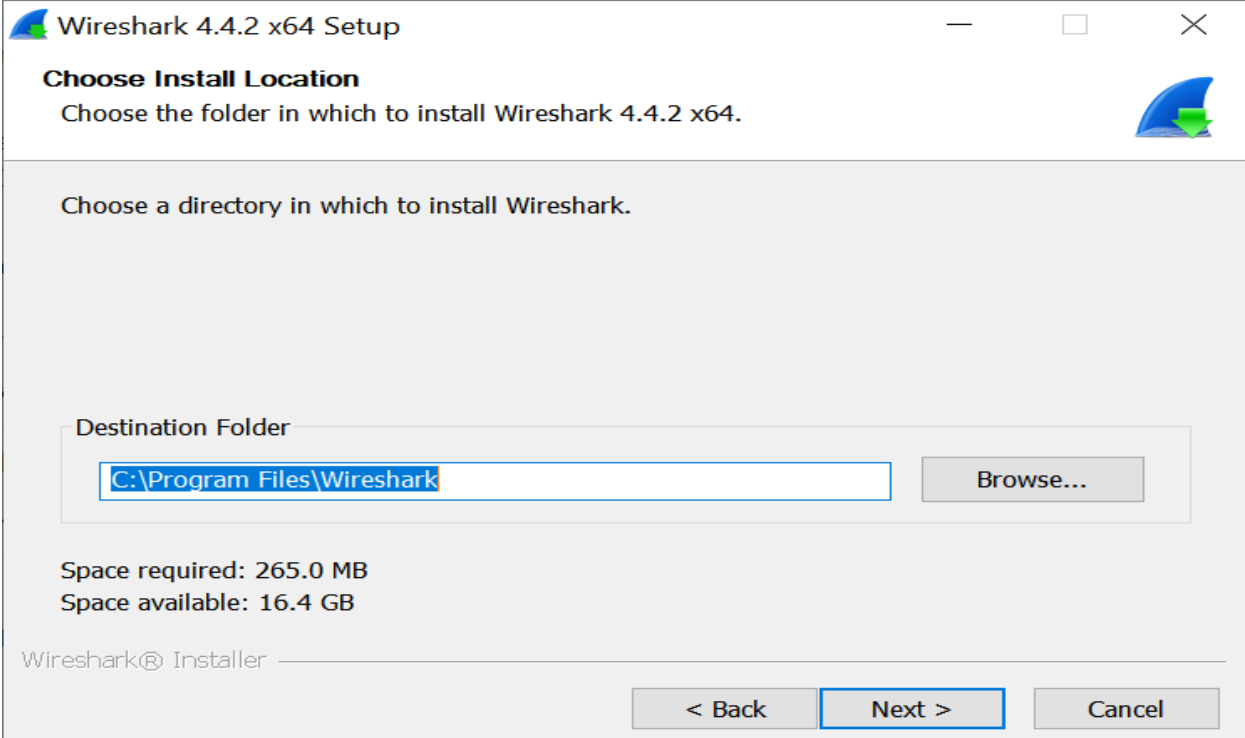 Wireshark 4.4.2 x64 Setup
Choose Install Location
Choose the folder in which to install Wireshark 4.4.2 x64.
Choose a directory in which to install Wireshark.
Destination Folder
C:\Program Files\Wireshark
Browse...
Space required: 265.0 MB
Space available: 16.4 GB
Wireshark® Installer
< Back
Next >
Cancel